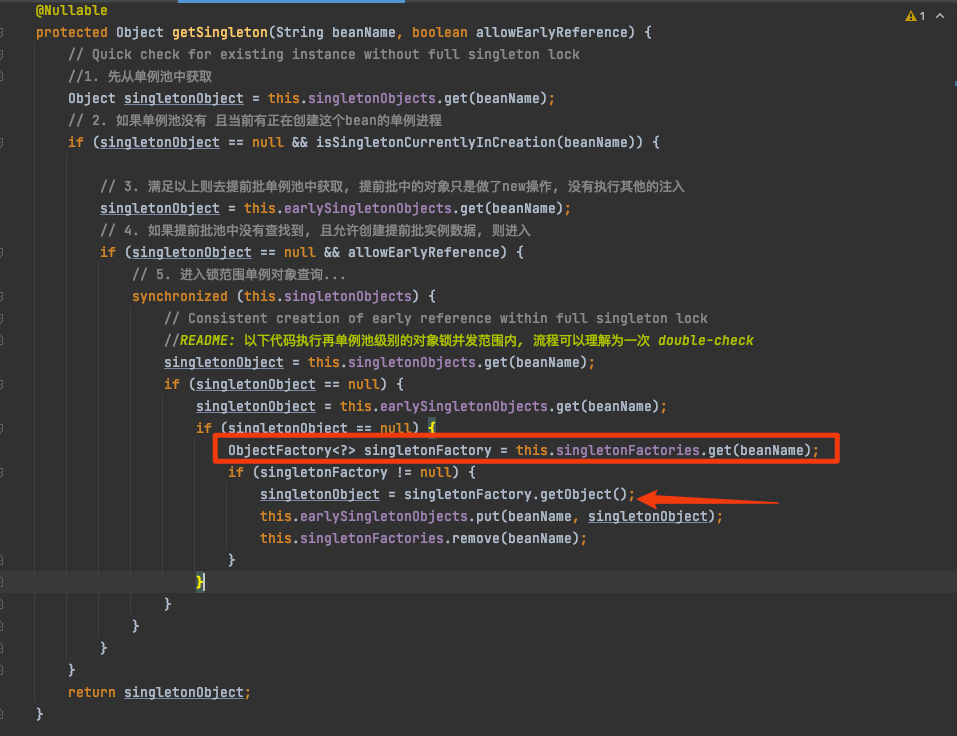 @Nullable
1
protected Object getSingleton(String beanName, boolean allowEarlyReference) {
// Quick check for existing instance without full singleton lock
//1. 先从单例池中获取
Object singletonObject = this.singletonObjects.get(beanName);
// 2. 如果单例池没有 且当前有正在创建这个bean的单例进程
if (singletonObject == null && isSingletonCurrentlyInCreation(beanName)) {
// 3. 满足以上则去提前批单例池中获取, 提前批中的对象只是做了new操作, 没有执行其他的注入
singletonObject = this.earlySingletonObjects.get(beanName);
// 4. 如果提前批池中没有查找到, 且允许创建提前批实例数据, 则进入
if (singletonObject == null && allowEarlyReference) {
// 5. 进入锁范围单例对象查询...
synchronized (this.singletonObjects) {
// Consistent creation of early reference within full singleton lock
//README: 以下代码执行再单例池级别的对象锁并发范围内, 流程可以理解为一次 double-check
singletonObject = this.singletonObjects.get(beanName);
if (singletonObject == null) {
singletonObject = this.earlySingletonObjects.get(beanName);
if (singletonObject == null) {
ObjectFactory<?> singletonFactory = this.singletonFactories.get(beanName);
if (singletonFactory != null) {
singletonObject = singletonFactory.getObject();
this.earlySingletonObjects.put(beanName, singletonObject);
this.singletonFactories.remove(beanName);
}
}
}
}
}
}
return singletonObject;
}